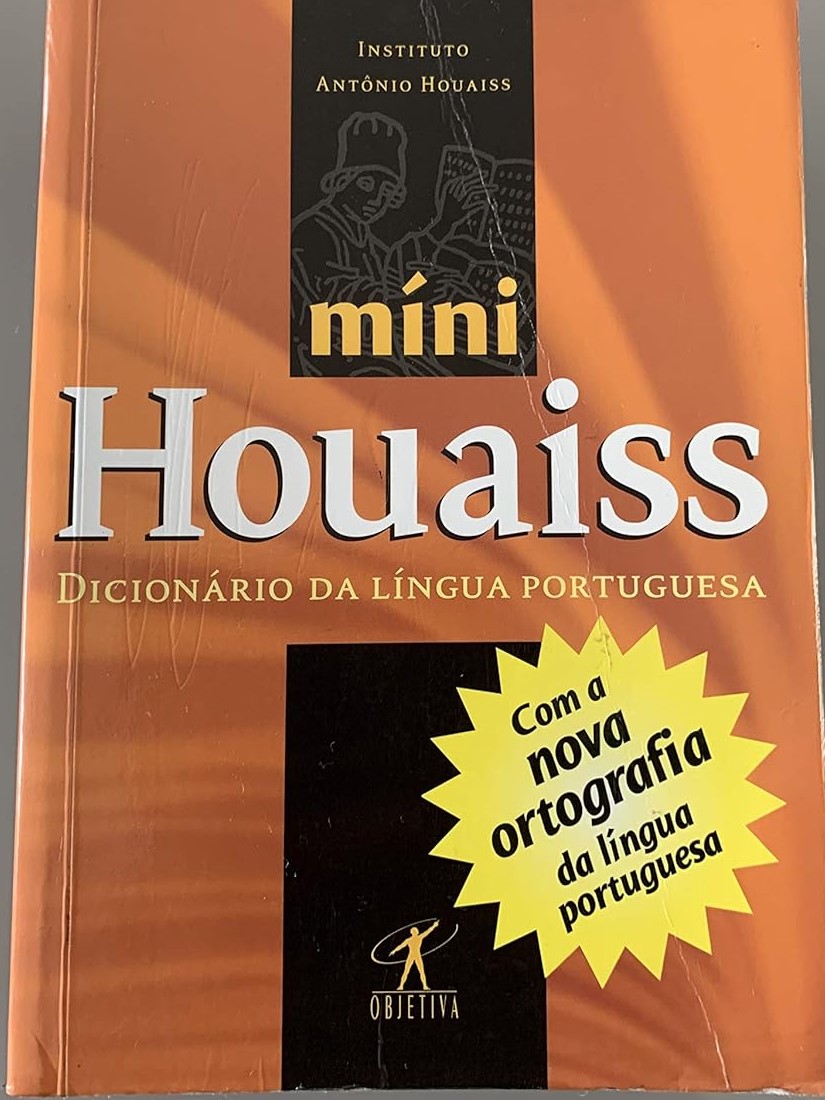 INSTITUTO
ANTÔNIO HOUAISS
míni
Houaiss
DICIONÁRIO DA LÍNGUA PORTUGUESA
Com a
nova
ortografia
da língua
portuguesa
OBJETIVA